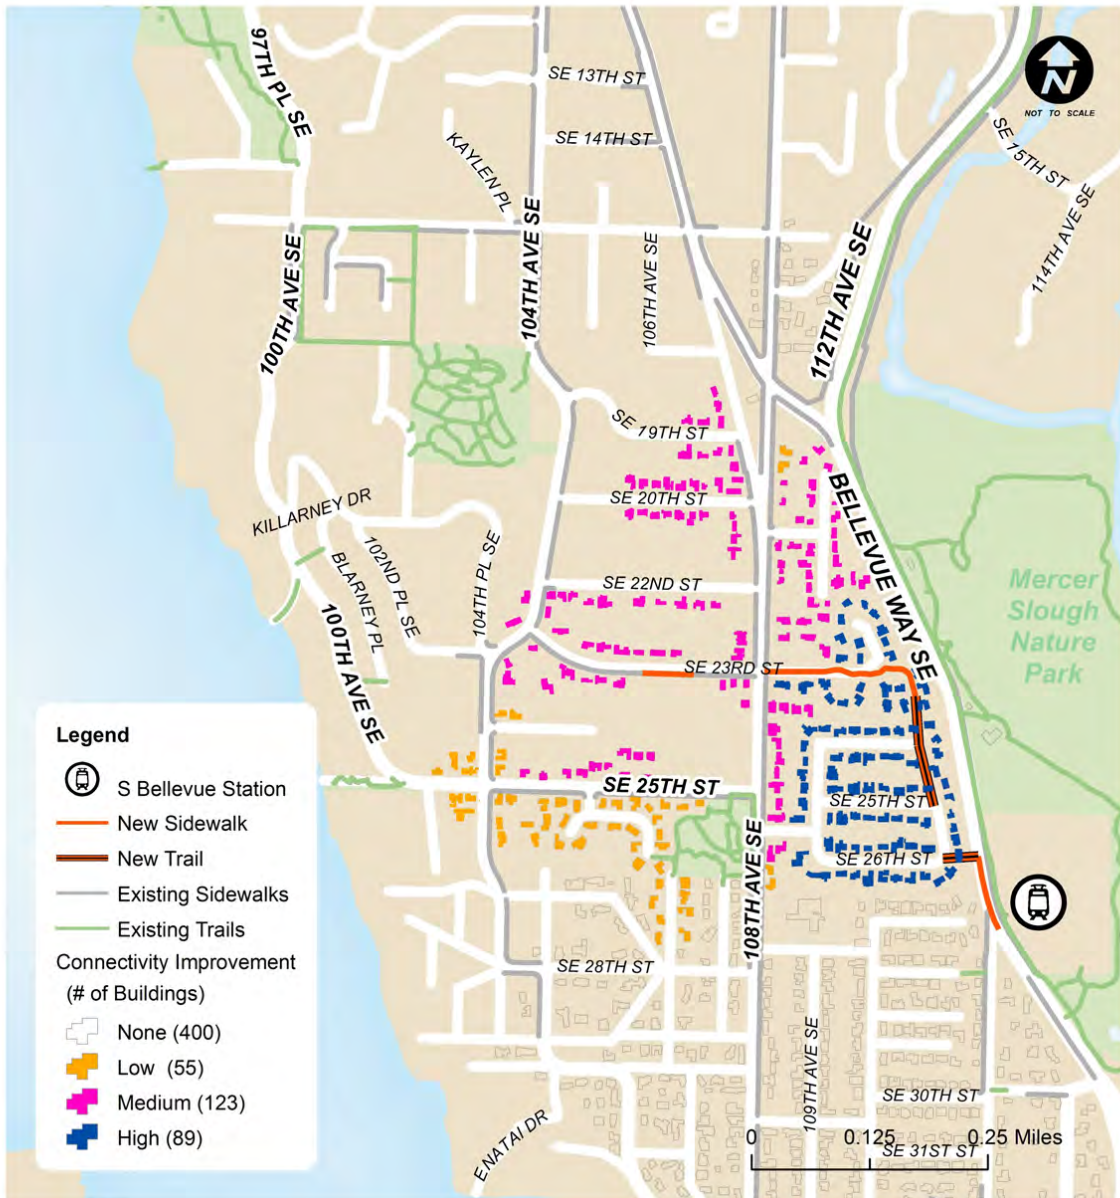 97TH PL SE
SE 13TH ST
N
NOT TO SCALE
SE 14TH ST
SE 15TH ST
KAYLEN PL
114TH AVE SE
104TH AVE SE
100TH AVE SE
106TH AVE SE
112TH AVE SE
SE 19TH ST
SE 20TH ST
BELLEVUE WAY SE
KILLARNEY DR
102ND PL SE
104TH PL SE
BLARNEY PL
SE 22ND ST
Mercer
Slough
Nature
Park
100TH AVE SE
SE 23RD ST
SE 25TH ST
SE 25TH ST
108TH AVE SE
SE 26TH ST
SE 28TH ST
109TH AVE SE
SE 30TH ST
ENATAI DR
SE 31ST ST
0 0.125 0.25 Miles
Legend
S Bellevue Station
New Sidewalk
New Trail
Existing Sidewalks
Existing Trails
Connectivity Improvement
(# of Buildings)
None (400)
Low (55)
Medium (123)
High (89)